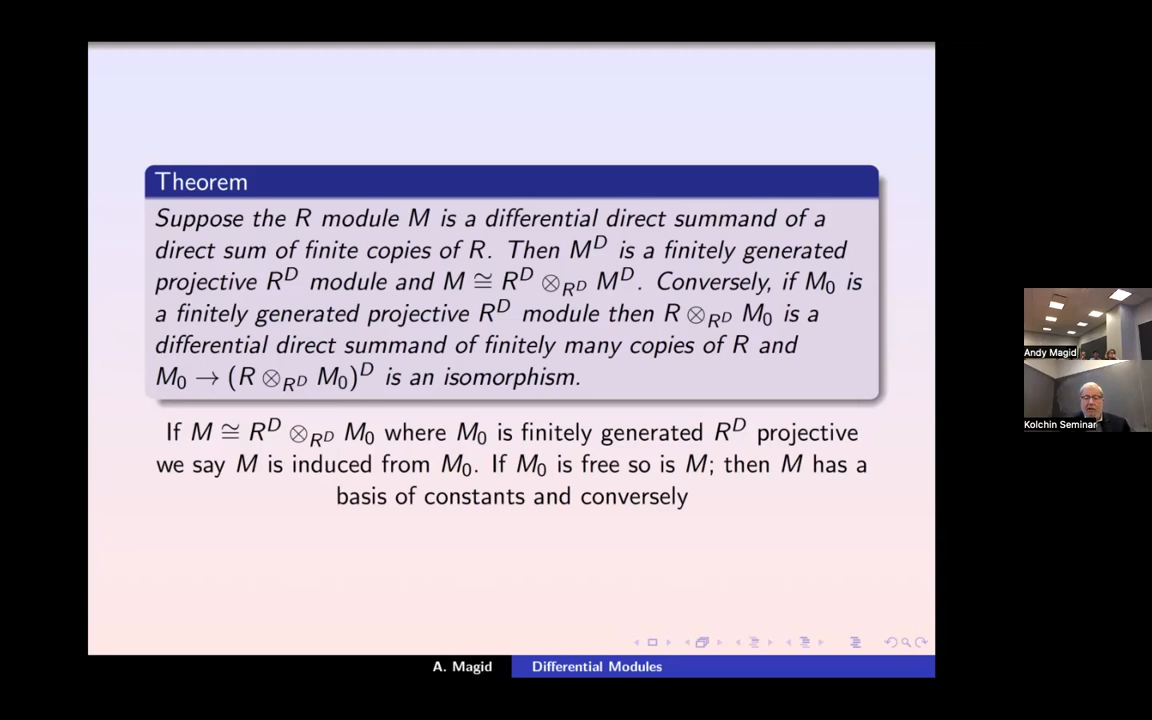 Theorem
Suppose the R module M is a differential direct summand of a
direct sum of finite copies of R. Then M^D is a finitely generated
projective R^D module and M ≅ R^D ⊗_{R^D} M^D. Conversely, if M_0 is
a finitely generated projective R^D module then R ⊗_{R^D} M_0 is a
differential direct summand of finitely many copies of R and
M_0 → (R ⊗_{R^D} M_0)^D is an isomorphism.
If M ≅ R^D ⊗_{R^D} M_0 where M_0 is finitely generated R^D projective
we say M is induced from M_0. If M_0 is free so is M; then M has a
basis of constants and conversely
A. Magid
Differential Modules
Andy Magid
Kolchin Seminar